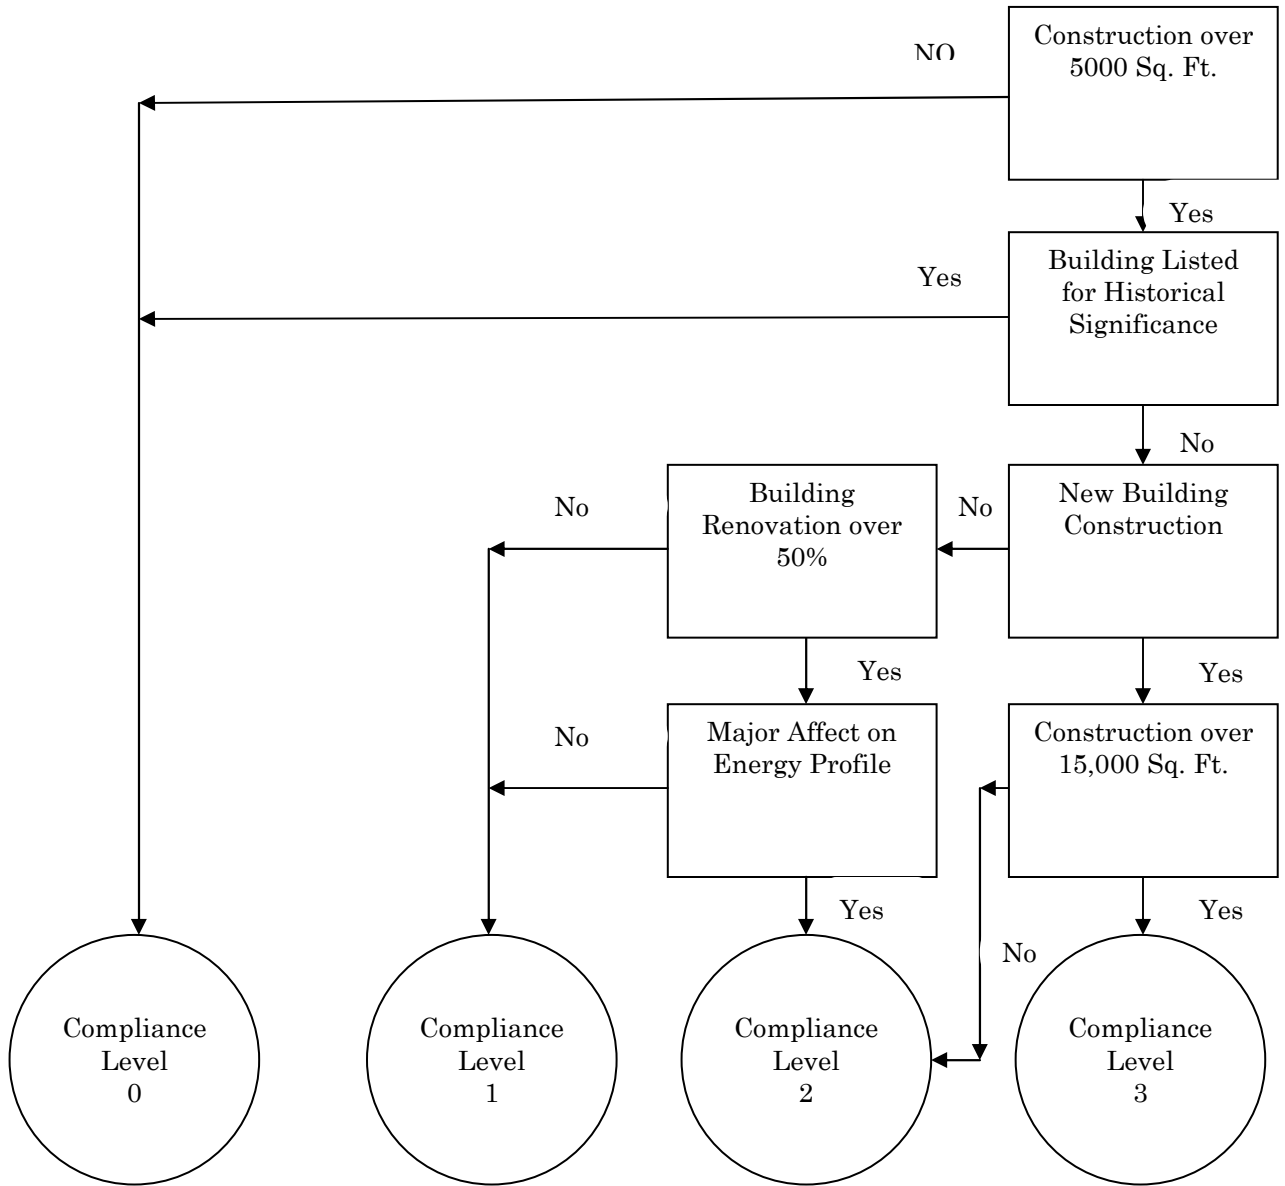 NO
Construction over
5000 Sq. Ft.
Yes
Yes
Building Listed
for Historical
Significance
No
No
Building
Renovation over
50%
No
New Building
Construction
Yes
Yes
No
Major Affect on
Energy Profile
Construction over
15,000 Sq. Ft.
Yes
No
Yes
Compliance
Level
0
Compliance
Level
1
Compliance
Level
2
Compliance
Level
3